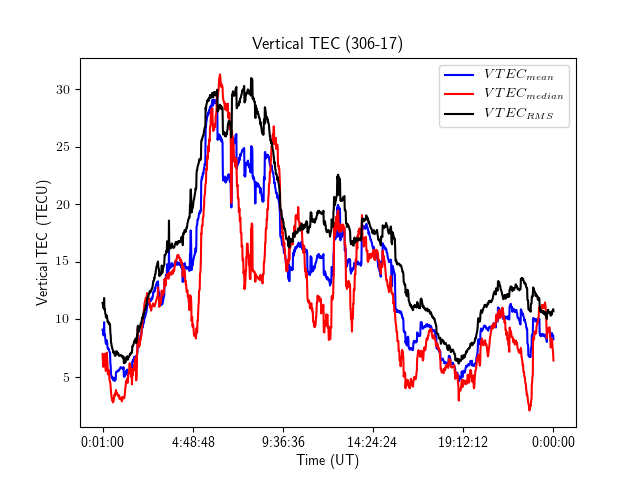 Vertical TEC (306-17)
VTEC_mean
VTEC_median
VTEC_RMS
Vertical TEC (TECU)
30
25
20
15
10
5
0:01:00 4:48:48 9:36:36 14:24:24 19:12:12 0:00:00
Time (UT)